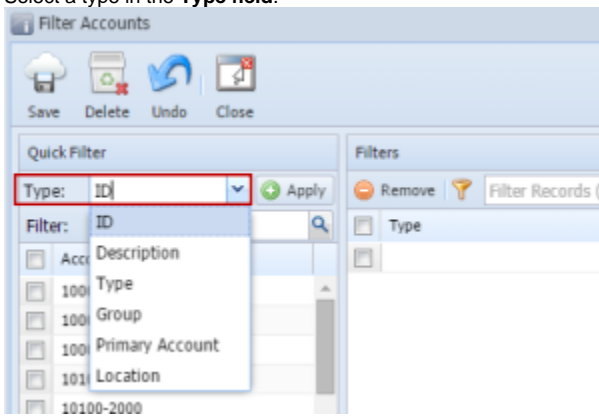 Select a type in the Type field.
Filter Accounts
Save Delete Undo Close
Quick Filter Filters
Type: ID Apply Remove Filter Records (
Filter: ID Type
Description
Type
Group
Primary Account
Location
10100-2000